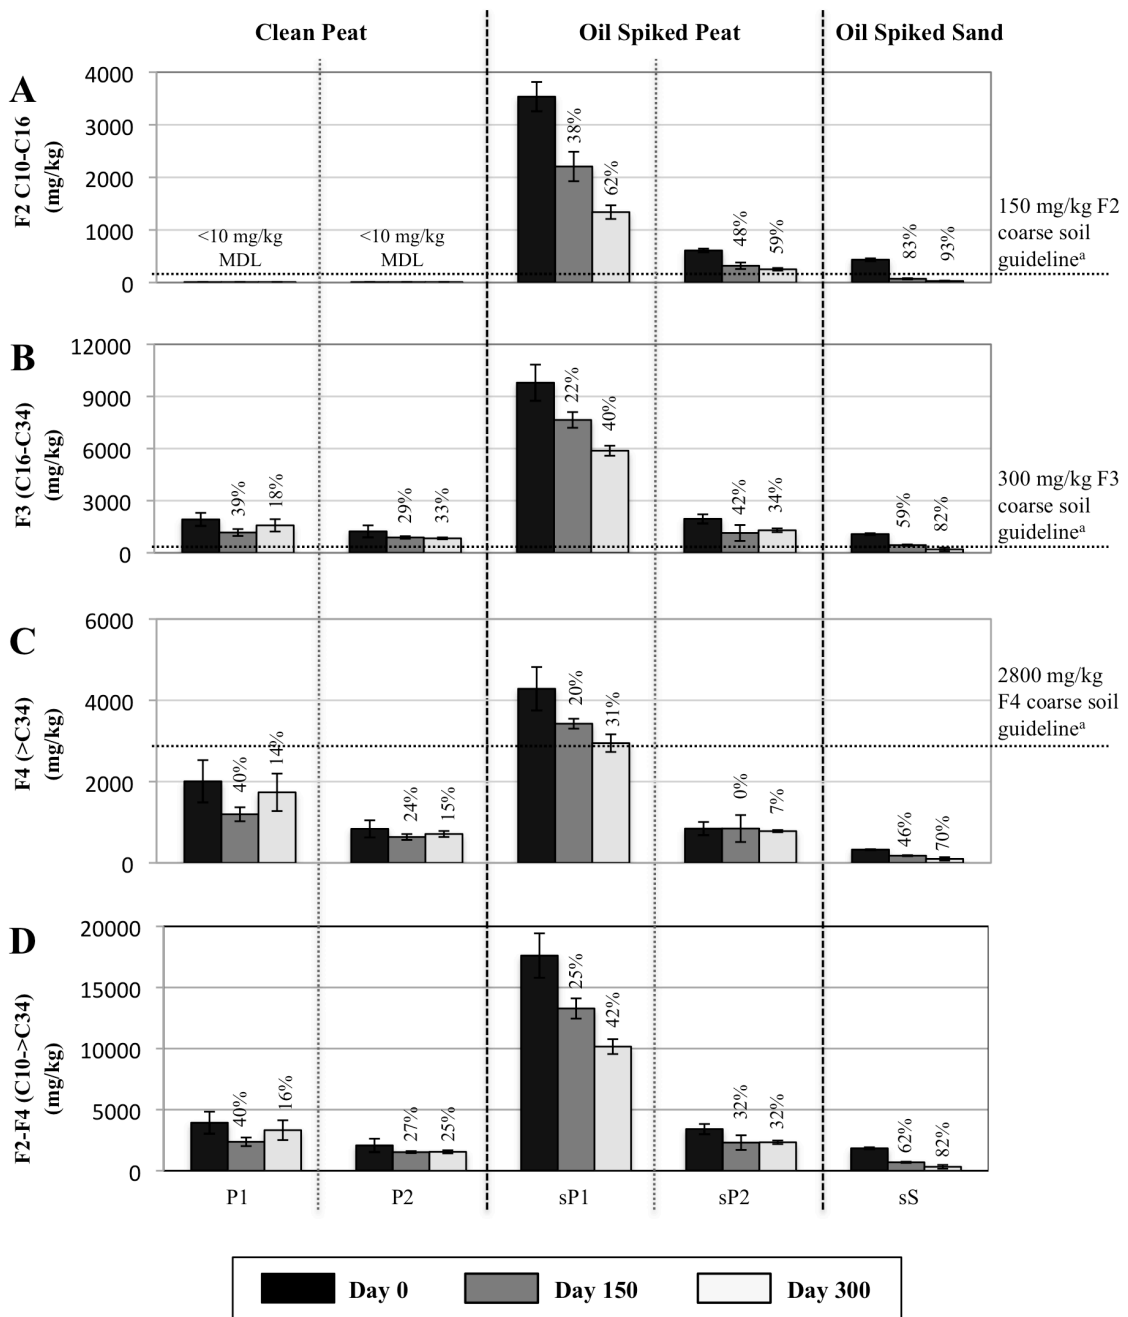 Clean Peat
Oil Spiked Peat
Oil Spiked Sand
A
F2 C10-C16
(mg/kg)
4000
3000
2000
1000
0
<10 mg/kg
MDL
<10 mg/kg
MDL
38%
62%
48%
59%
83%
93%
150 mg/kg F2
coarse soil
guidelineᵃ
B
F3 (C16-C34)
(mg/kg)
12000
9000
6000
3000
0
39%
18%
29%
33%
22%
40%
42%
34%
59%
82%
300 mg/kg F3
coarse soil
guidelineᵃ
C
F4 (>C34)
(mg/kg)
6000
4000
2000
0
40%
14%
24%
15%
20%
31%
0%
7%
46%
70%
2800 mg/kg
F4 coarse soil
guidelineᵃ
D
F2-F4 (C10->C34)
(mg/kg)
20000
15000
10000
5000
0
40%
16%
27%
25%
25%
42%
32%
32%
62%
82%
P1
P2
sP1
sP2
sS
Day 0
Day 150
Day 300